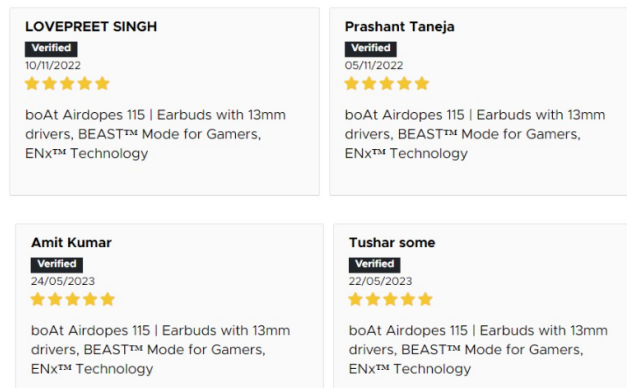 LOVEPREET SINGH
Verified
10/11/2022
boAt Airdopes 115 | Earbuds with 13mm
drivers, BEAST™ Mode for Gamers,
ENx™ Technology
Prashant Taneja
Verified
05/11/2022
boAt Airdopes 115 | Earbuds with 13mm
drivers, BEAST™ Mode for Gamers,
ENx™ Technology
Amit Kumar
Verified
24/05/2023
boAt Airdopes 115 | Earbuds with 13mm
drivers, BEAST™ Mode for Gamers,
ENx™ Technology
Tushar some
Verified
22/05/2023
boAt Airdopes 115 | Earbuds with 13mm
drivers, BEAST™ Mode for Gamers,
ENx™ Technology